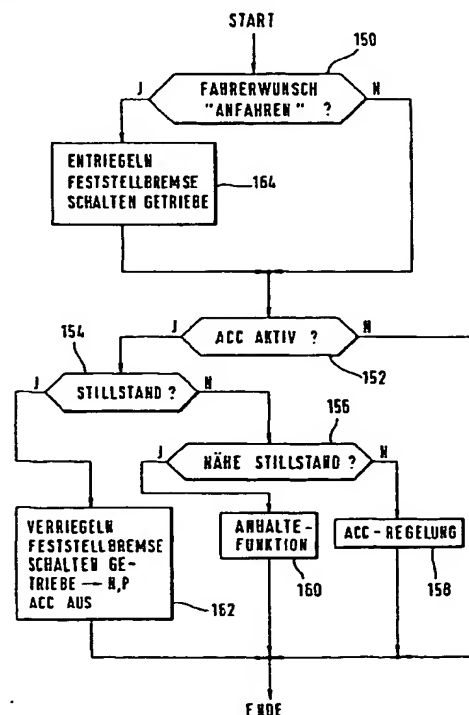 START
150
J
FAHRERWUNSCH
N
"ANFAHREN" ?
ENTRIEGELN
FESTSTELLBREMSE
SCHALTEN GETRIEBE
164
154
J
ACC AKTIV ?
N
152
J
STILLSTAND ?
N
156
J
NÄHE STILLSTAND ?
N
VERRIEGELN
FESTSTELLBREMSE
SCHALTEN GE-
TRIEBE → N,P
ACC AUS
162
ANHALTE-
FUNKTION
160
ACC-REGELUNG
158
ENDE